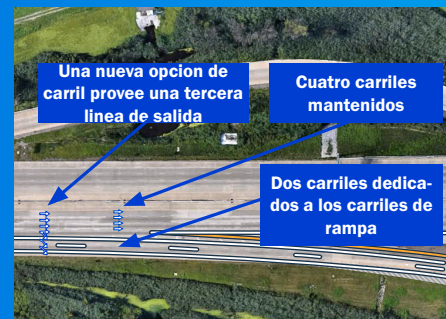 Una nueva opcion de
carril provee una tercera
linea de salida
Cuatro carriles
mantenidos
Dos carriles dedica-
dos a los carriles de
rampa